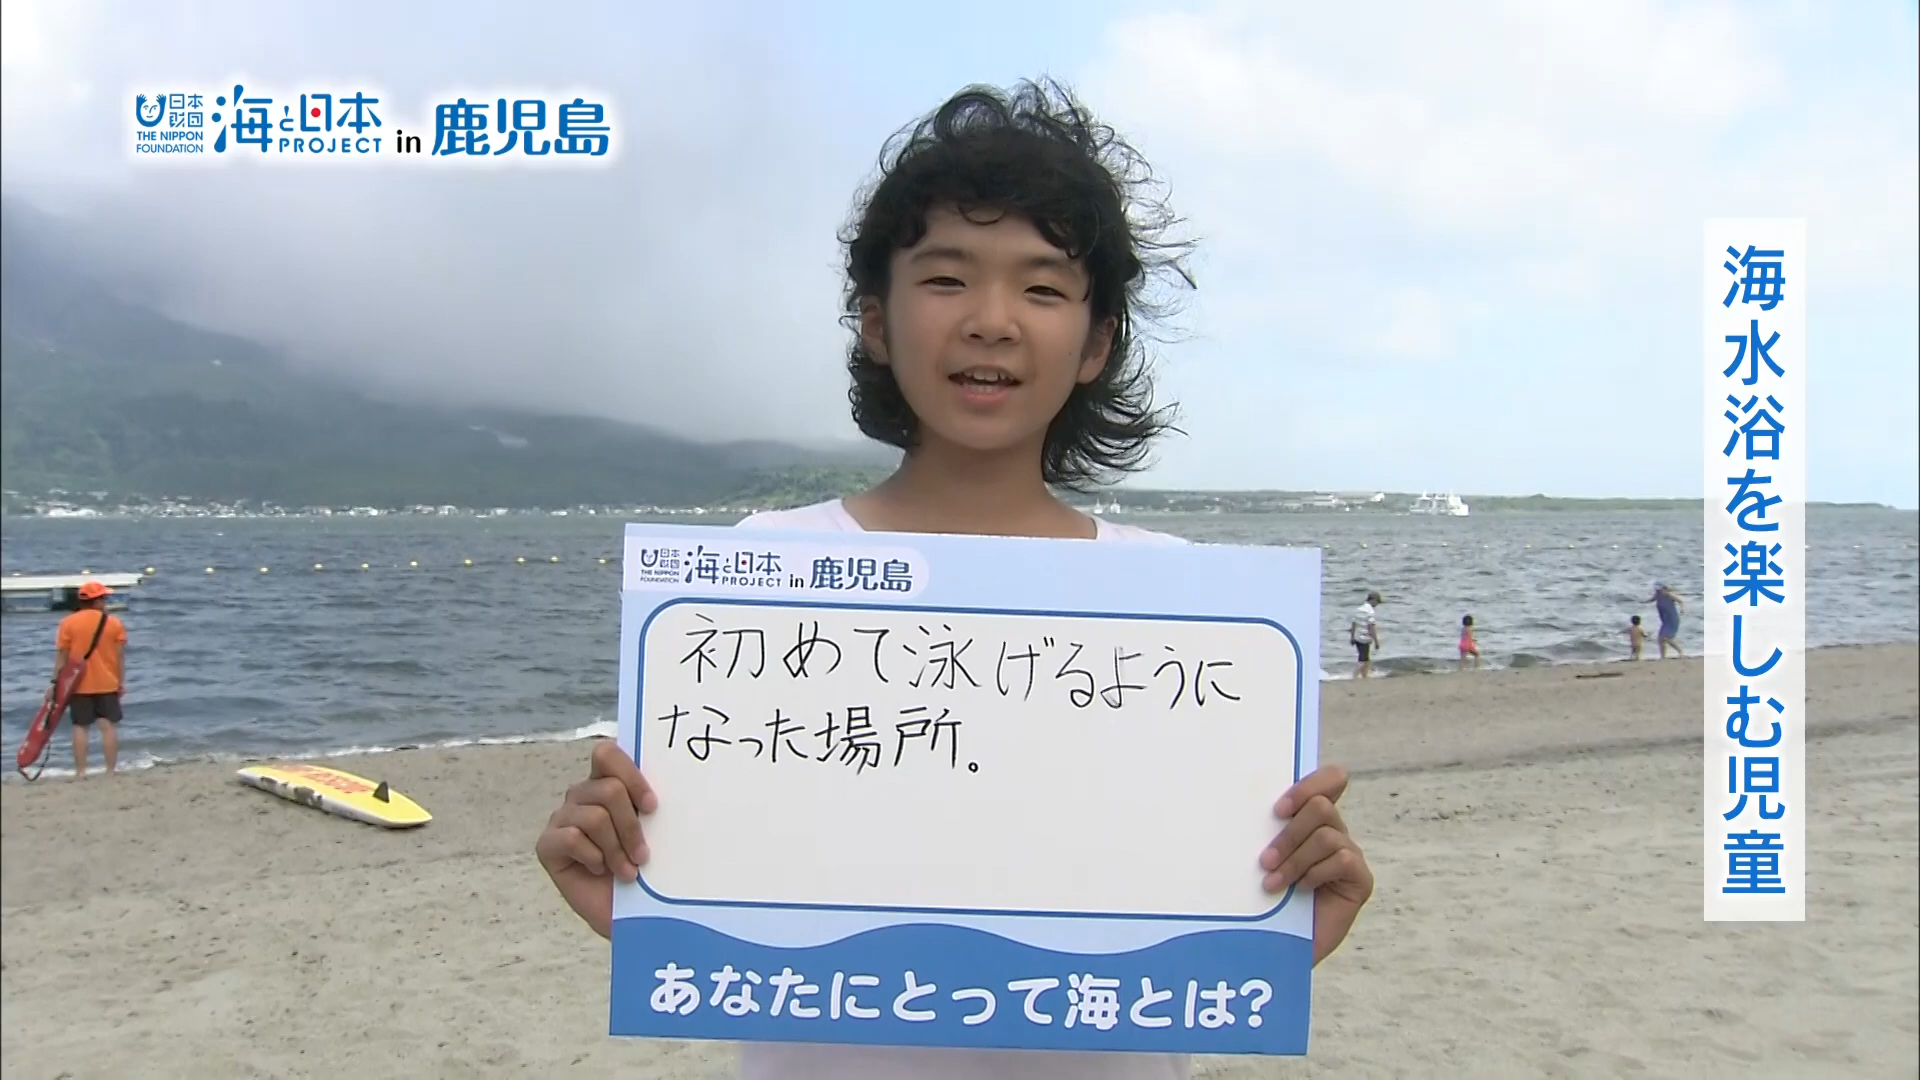 日本財団
THE NIPPON
FOUNDATION
海と日本
PROJECT
in 鹿児島
海水浴を楽しむ児童
日本財団
THE NIPPON
FOUNDATION
海と日本
PROJECT
in 鹿児島
初めて泳げるように
なった場所。
あなたにとって海とは?